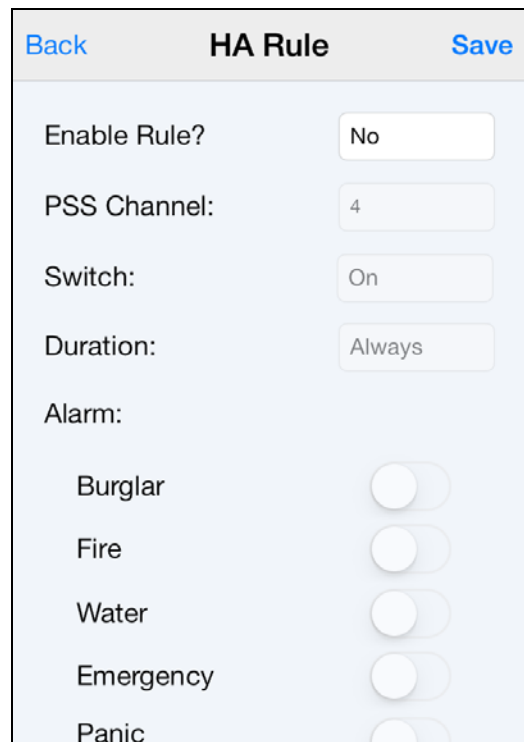 Back HA Rule Save
Enable Rule? No
PSS Channel: 4
Switch: On
Duration: Always
Alarm:
Burglar
Fire
Water
Emergency
Panic